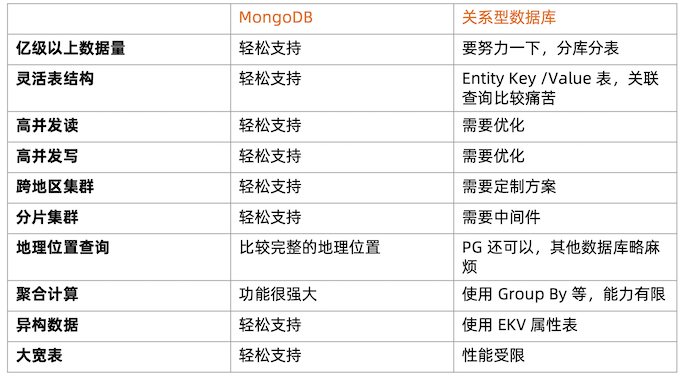 MongoDB 关系型数据库
亿级以上数据量 轻松支持 要努力一下，分库分表
灵活表结构 轻松支持 Entity Key /Value 表，关联
查询比较痛苦
高并发读 轻松支持 需要优化
高并发写 轻松支持 需要优化
跨地区集群 轻松支持 需要定制方案
分片集群 轻松支持 需要中间件
地理位置查询 比较完整的地理位置 PG 还可以，其他数据库略麻
烦
聚合计算 功能很强大 使用 Group By 等，能力有限
异构数据 轻松支持 使用 EKV 属性表
大宽表 轻松支持 性能受限